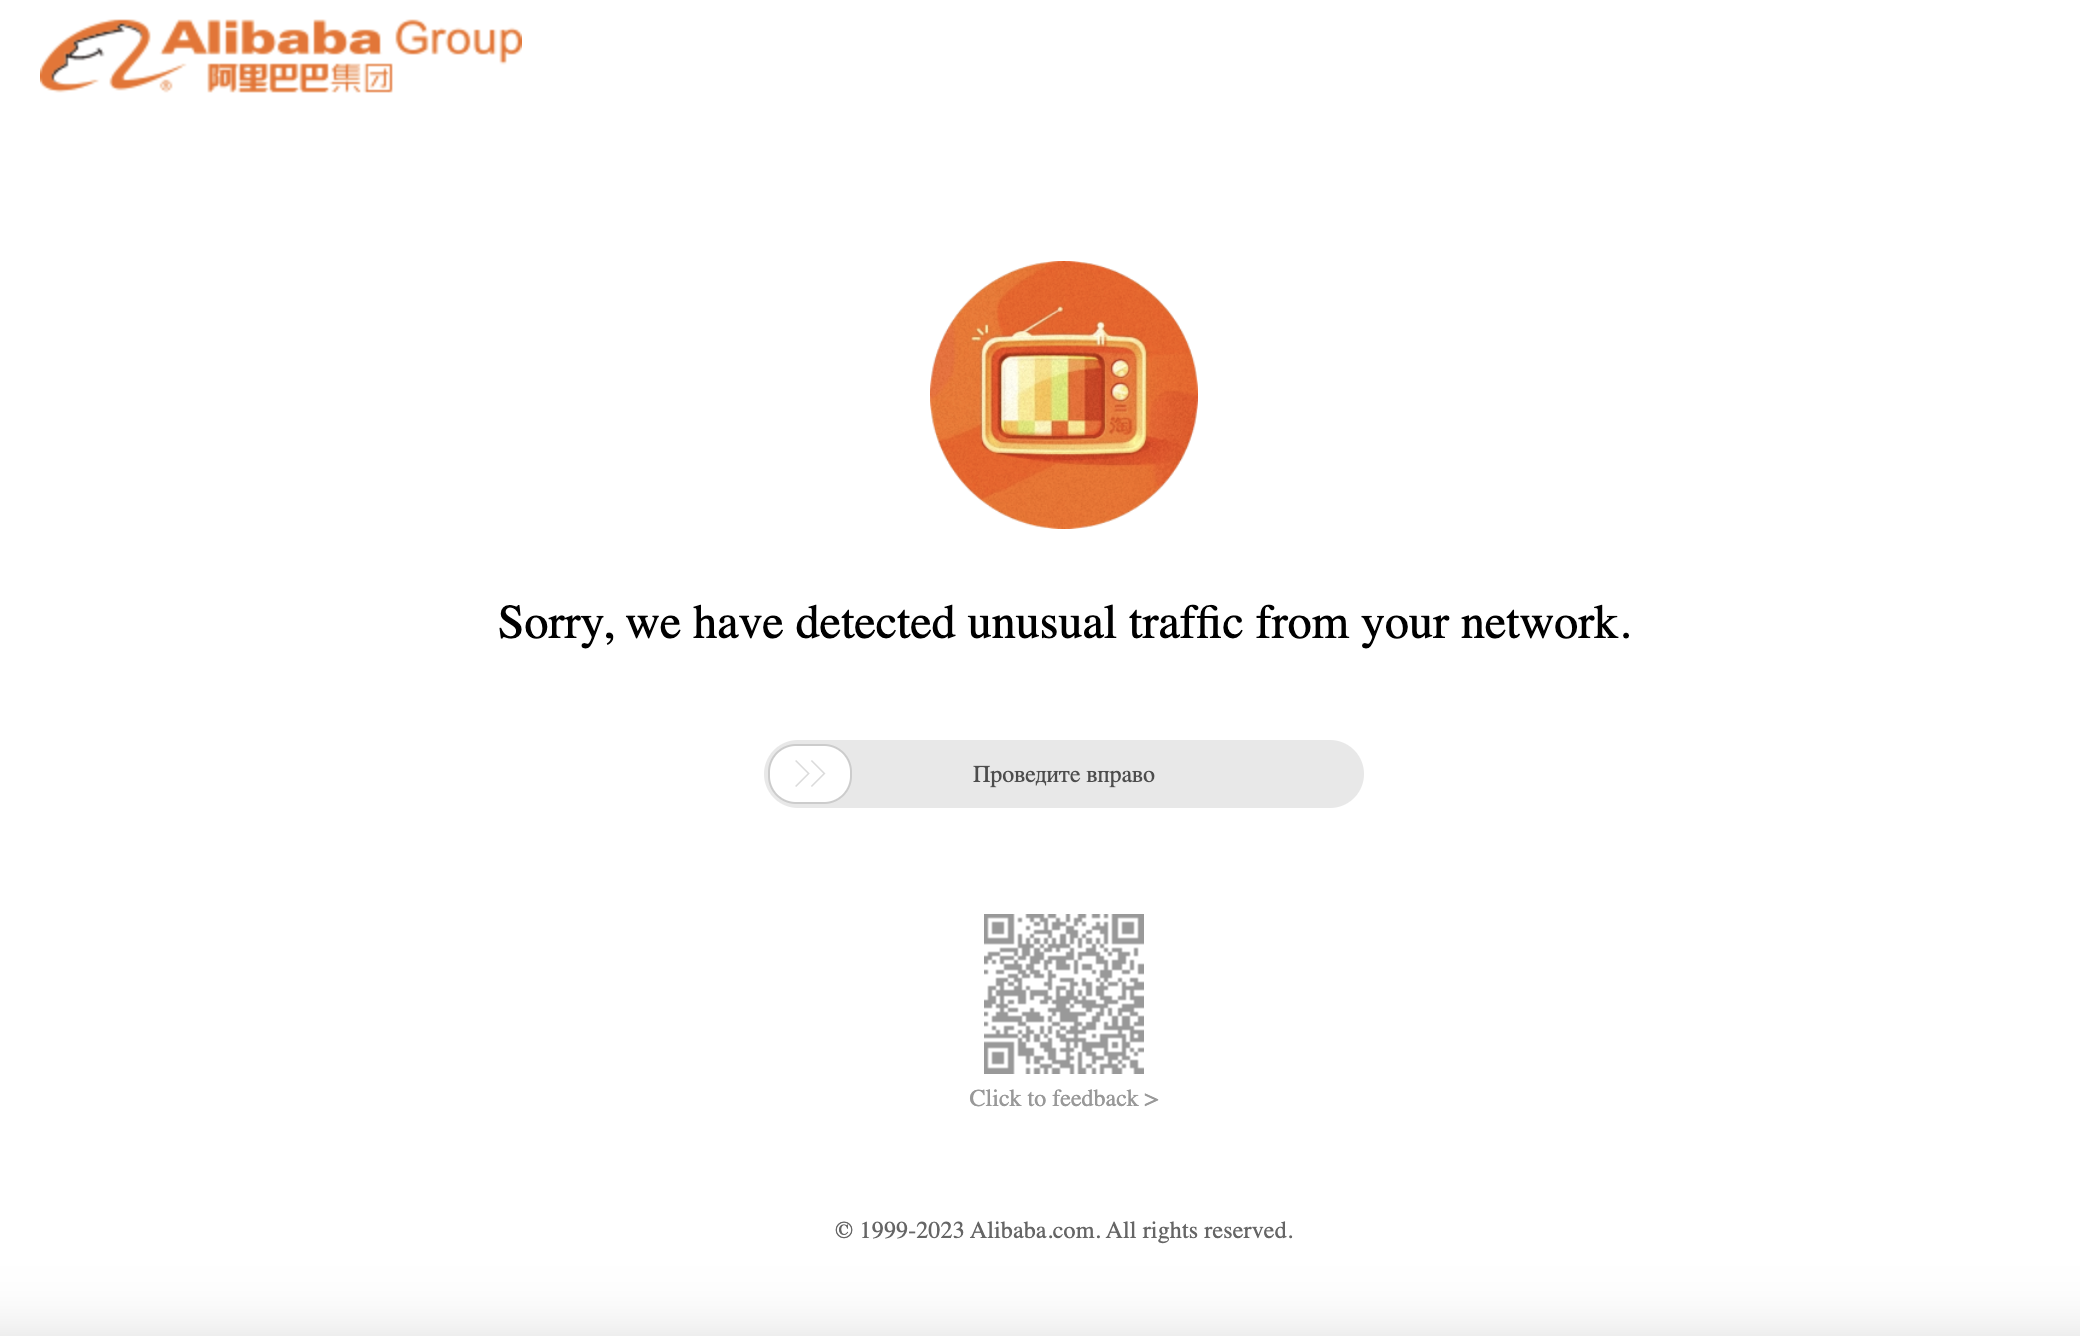 Alibaba Group
阿里巴巴集团
®
淘
Sorry, we have detected unusual traffic from your network.
Проведите вправо
Click to feedback >
© 1999-2023 Alibaba.com. All rights reserved.